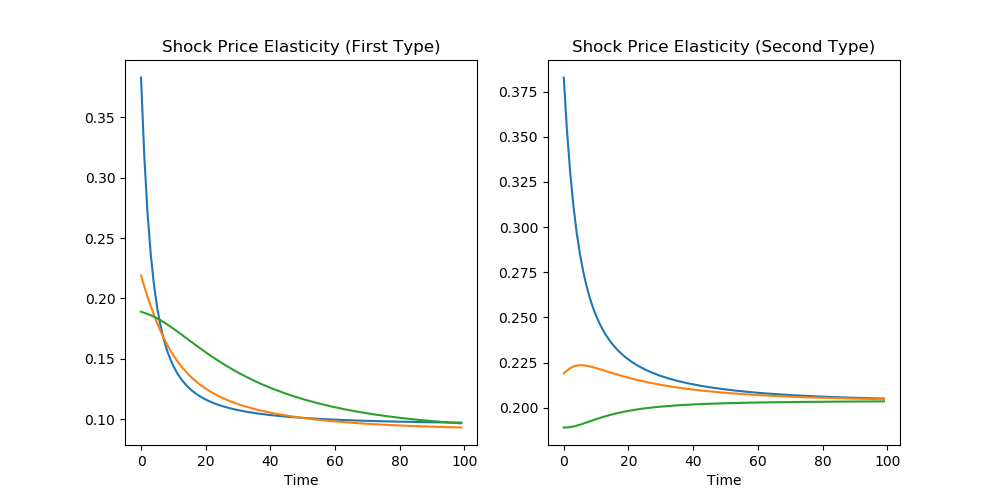 Shock Price Elasticity (First Type)
0.35
0.30
0.25
0.20
0.15
0.10
0 20 40 60 80 100
Time
Shock Price Elasticity (Second Type)
0.375
0.350
0.325
0.300
0.275
0.250
0.225
0.200
0 20 40 60 80 100
Time